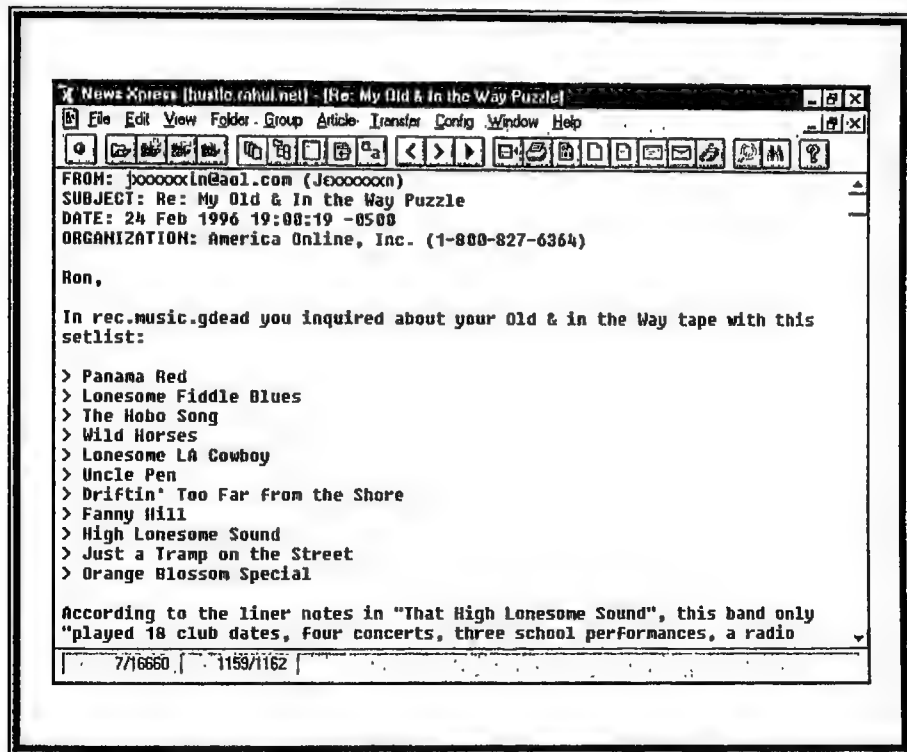 News Xpress [hustle.rahul.net] - [Re: My Old & In the Way Puzzle]
File Edit View Folder Group Article Transfer Config Window Help
FROM: jxxxxxxln@aol.com (Jexxxxxxn)
SUBJECT: Re: My Old & In the Way Puzzle
DATE: 24 Feb 1996 19:08:19 -0500
ORGANIZATION: America Online, Inc. (1-800-827-6364)
Ron,
In rec.music.gdead you inquired about your Old & in the Way tape with this
setlist:
> Panama Red
> Lonesome Fiddle Blues
> The Hobo Song
> Wild Horses
> Lonesome LA Cowboy
> Uncle Pen
> Driftin' Too Far from the Shore
> Fanny Hill
> High Lonesome Sound
> Just a Tramp on the Street
> Orange Blossom Special
According to the liner notes in "That High Lonesome Sound", this band only
"played 18 club dates, four concerts, three school performances, a radio
7/16660 1159/1162